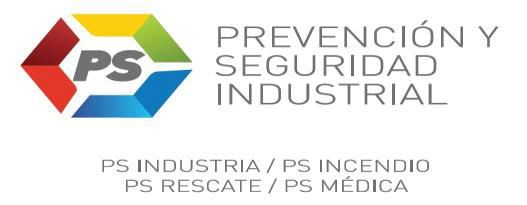 PS
PREVENCIÓN Y
SEGURIDAD
INDUSTRIAL
PS INDUSTRIA / PS INCENDIO
PS RESCATE / PS MÉDICA